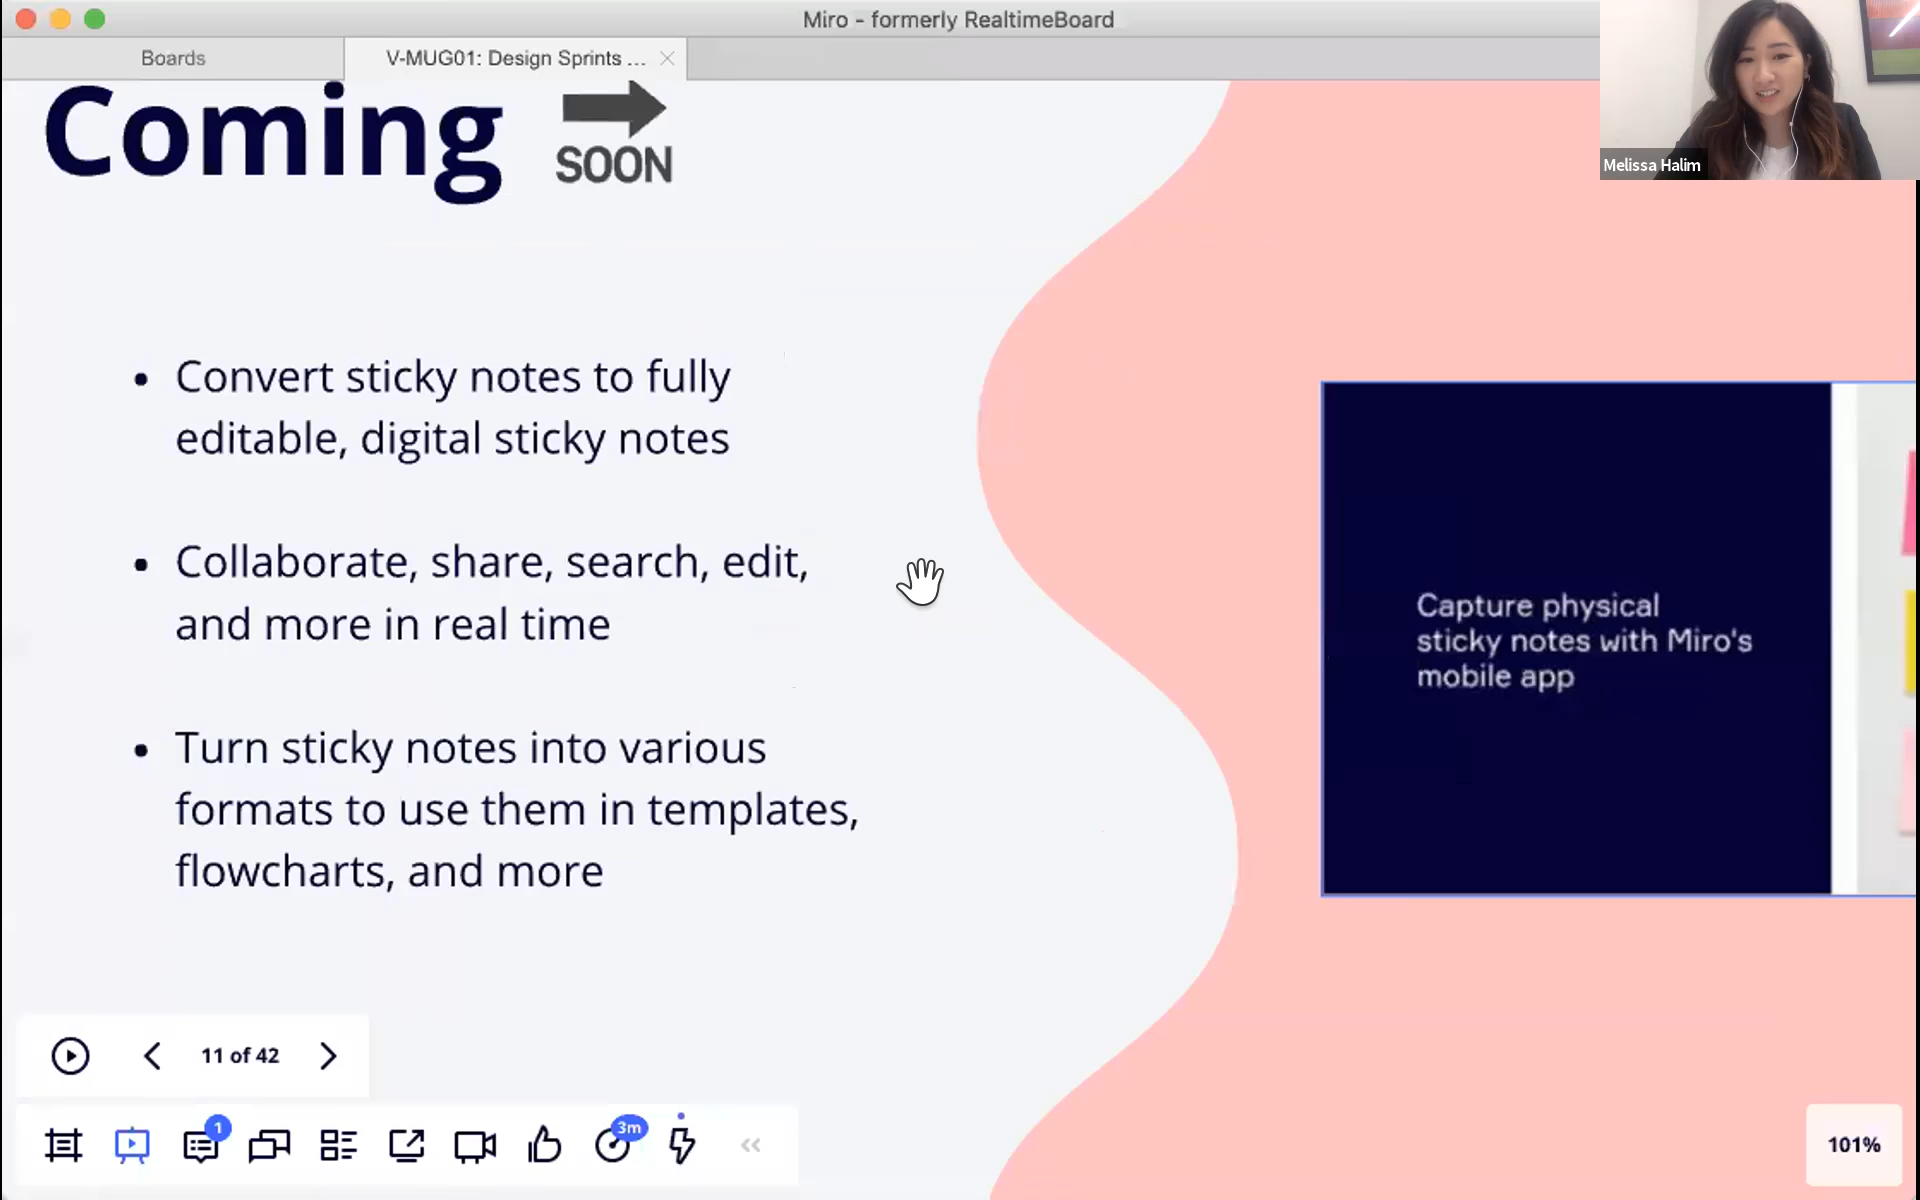 Miro - formerly RealtimeBoard
Boards
V-MUG01: Design Sprints ...
Melissa Halim
Coming
SOON
• Convert sticky notes to fully
editable, digital sticky notes
• Collaborate, share, search, edit,
and more in real time
• Turn sticky notes into various
formats to use them in templates,
flowcharts, and more
Capture physical
sticky notes with Miro's
mobile app
11 of 42
1
3m
101%